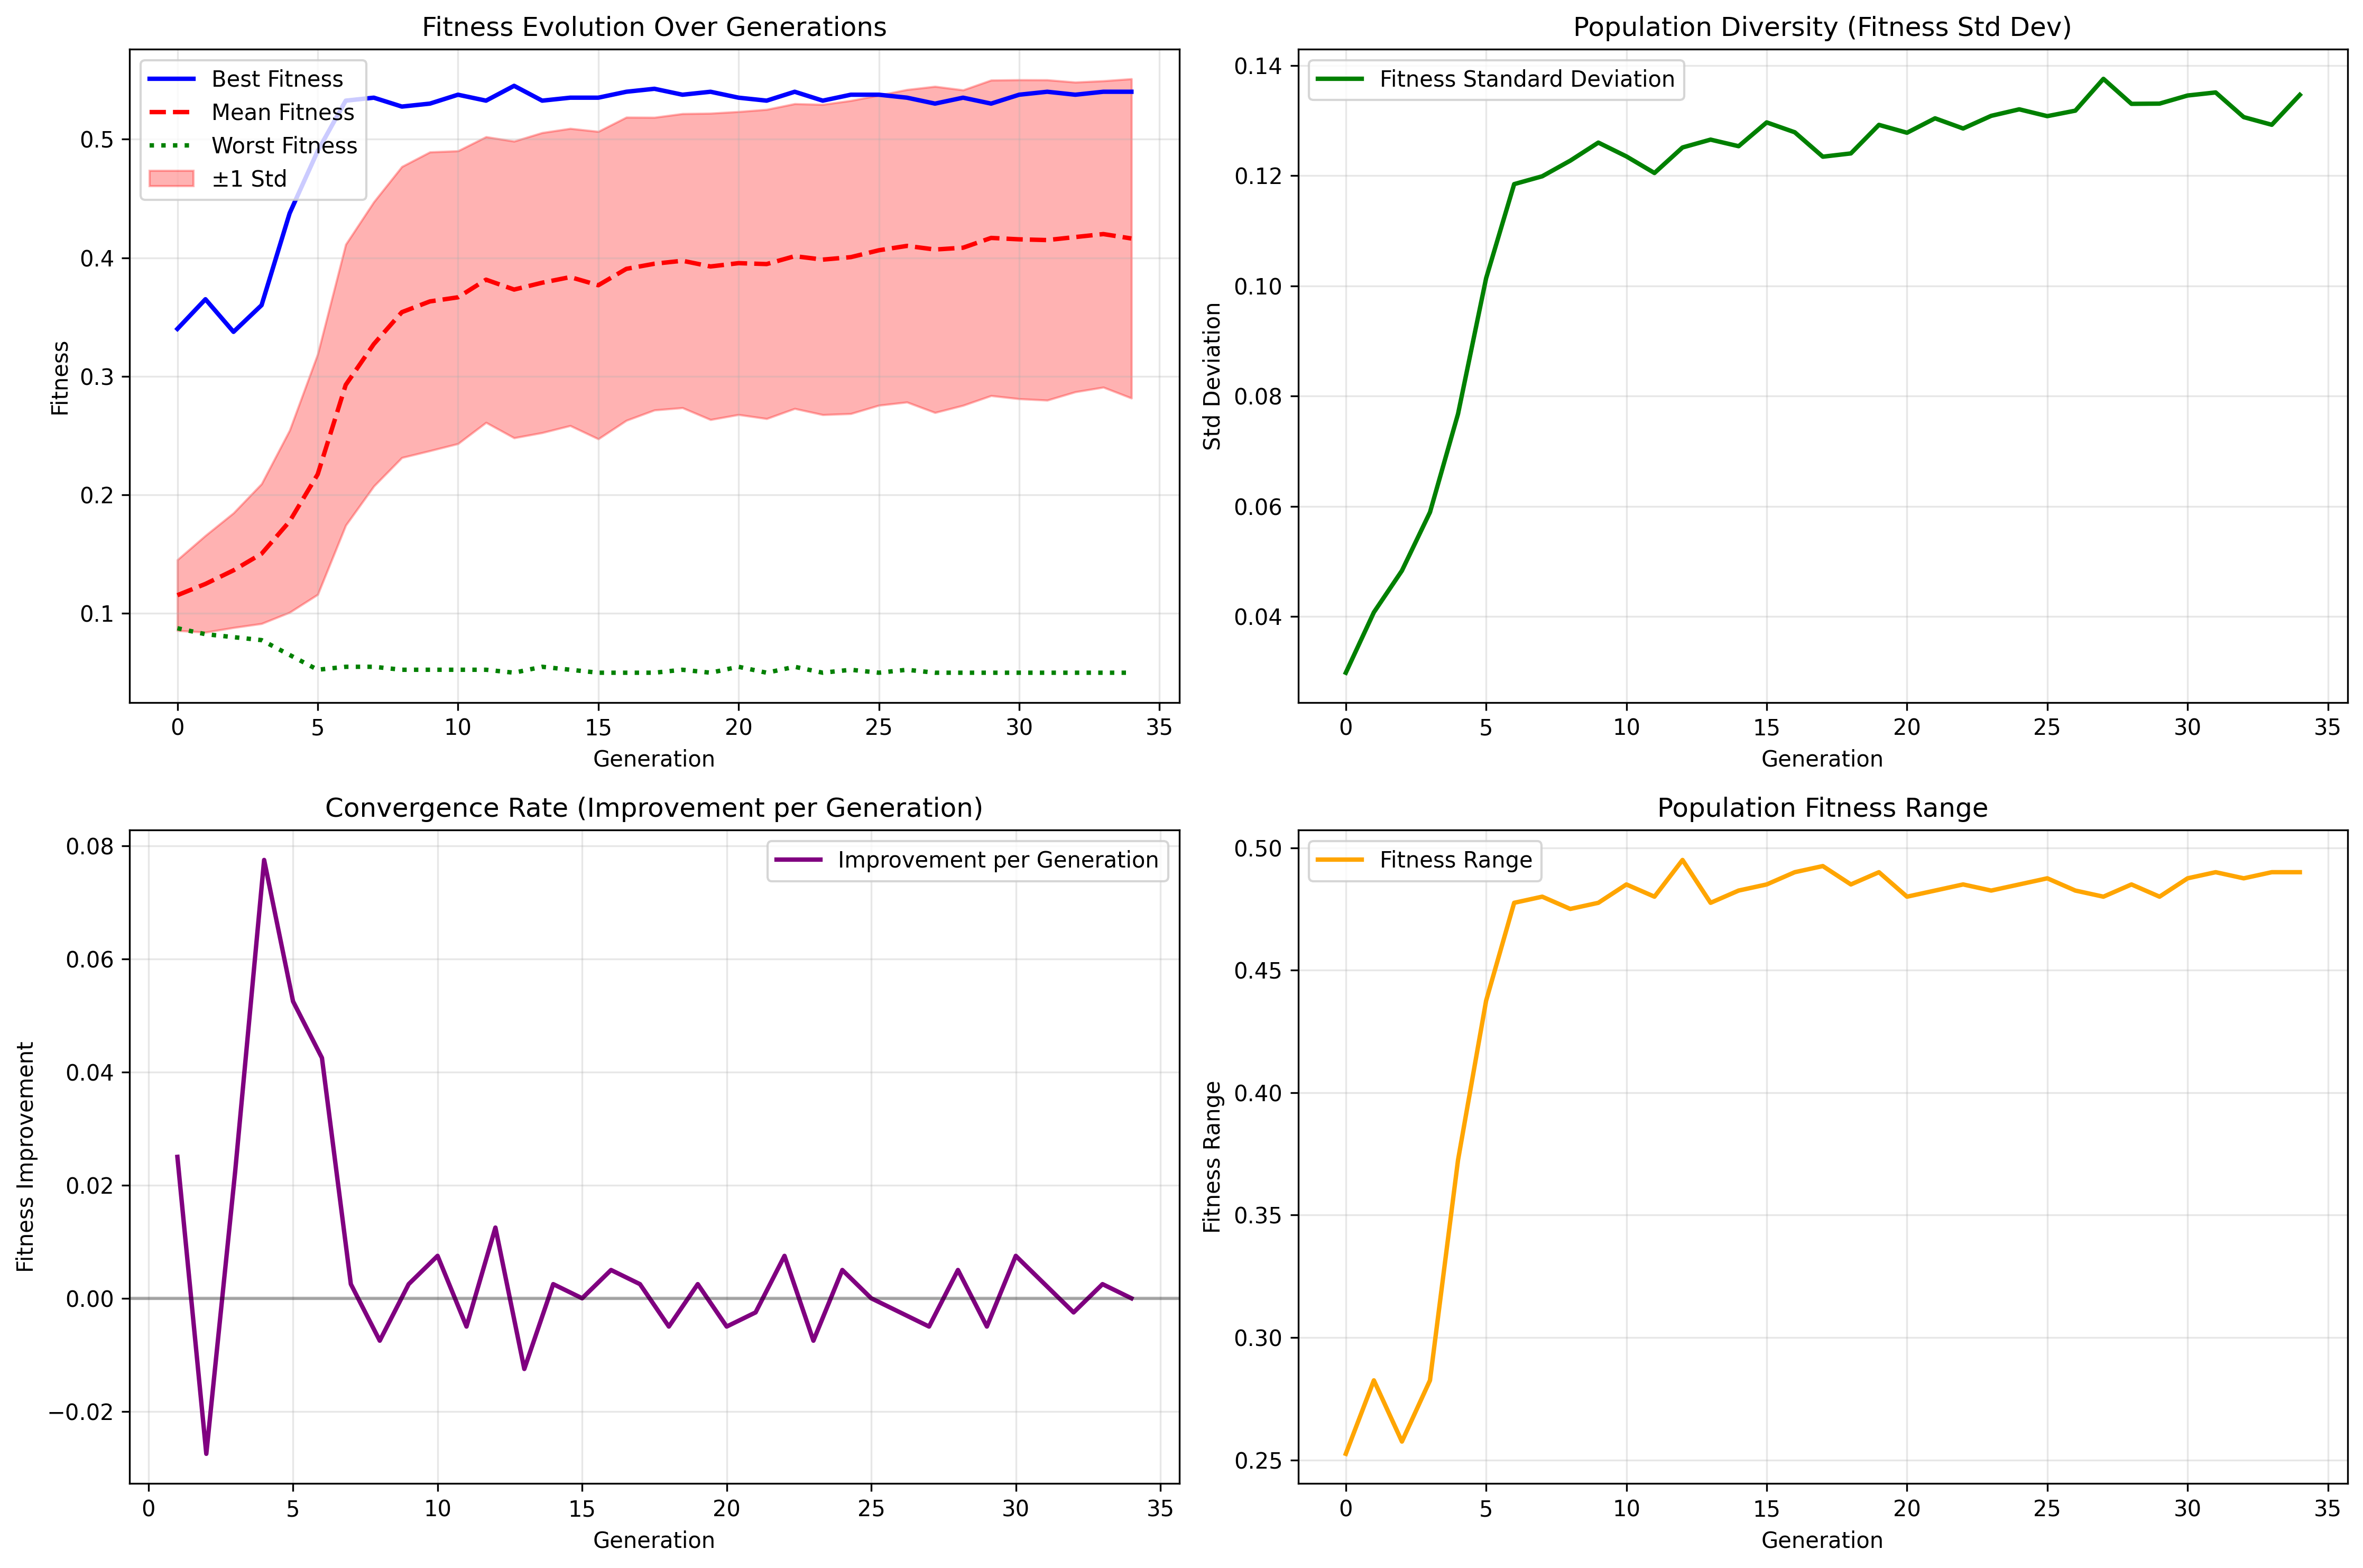 Fitness Evolution Over Generations
Best Fitness
Mean Fitness
Worst Fitness
±1 Std
Fitness
0.5
0.4
0.3
0.2
0.1
0 5 10 15 20 25 30 35
Generation
Population Diversity (Fitness Std Dev)
Fitness Standard Deviation
Std Deviation
0.14
0.12
0.10
0.08
0.06
0.04
0 5 10 15 20 25 30 35
Generation
Convergence Rate (Improvement per Generation)
Improvement per Generation
Fitness Improvement
0.08
0.06
0.04
0.02
0.00
−0.02
0 5 10 15 20 25 30 35
Generation
Population Fitness Range
Fitness Range
Fitness Range
0.50
0.45
0.40
0.35
0.30
0.25
0 5 10 15 20 25 30 35
Generation